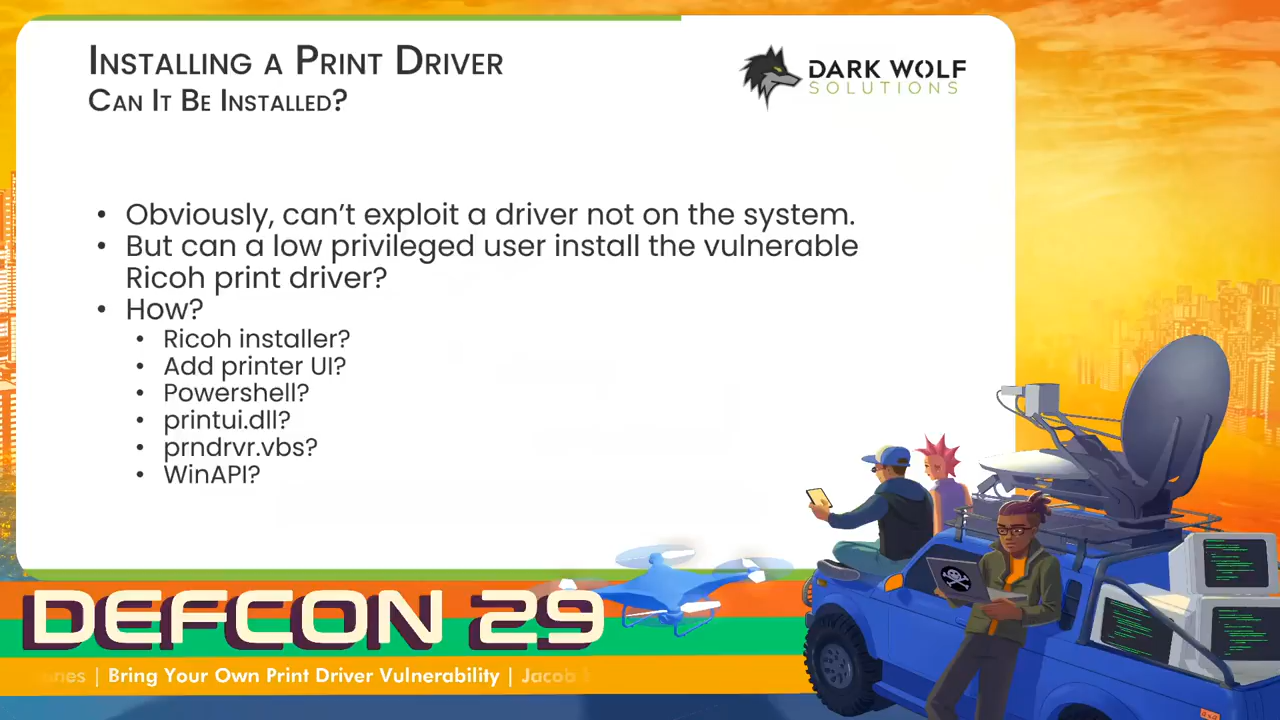 Installing a Print Driver
Can It Be Installed?
DARK WOLF
SOLUTIONS
• Obviously, can't exploit a driver not on the system.
• But can a low privileged user install the vulnerable
Ricoh print driver?
• How?
• Ricoh installer?
• Add printer UI?
• Powershell?
• printui.dll?
• prndrvr.vbs?
• WinAPI?
DEFCON 29
| Bring Your Own Print Driver Vulnerability | Jacob